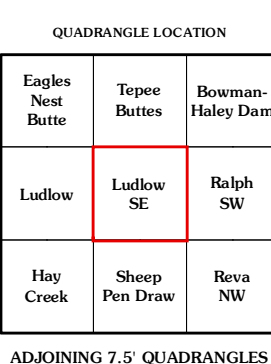 QUADRANGLE LOCATION
Eagles
Nest
Butte
Tepee
Buttes
Bowman-
Haley Dam
Ludlow
Ludlow
SE
Ralph
SW
Hay
Creek
Sheep
Pen Draw
Reva
NW
ADJOINING 7.5' QUADRANGLES